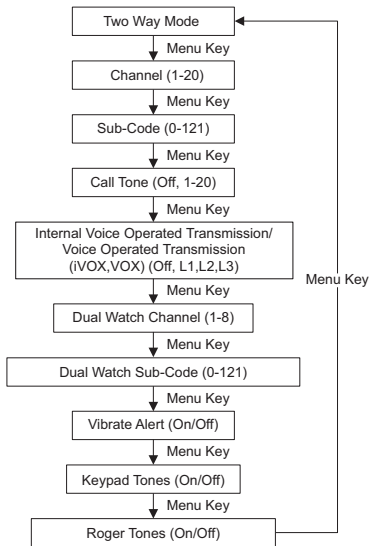 Two Way Mode
Menu Key
Channel (1-20)
Menu Key
Sub-Code (0-121)
Menu Key
Call Tone (Off, 1-20)
Menu Key
Internal Voice Operated Transmission/
Voice Operated Transmission
(iVOX,VOX) (Off, L1,L2,L3)
Menu Key
Dual Watch Channel (1-8)
Menu Key
Dual Watch Sub-Code (0-121)
Menu Key
Vibrate Alert (On/Off)
Menu Key
Keypad Tones (On/Off)
Menu Key
Roger Tones (On/Off)
Menu Key